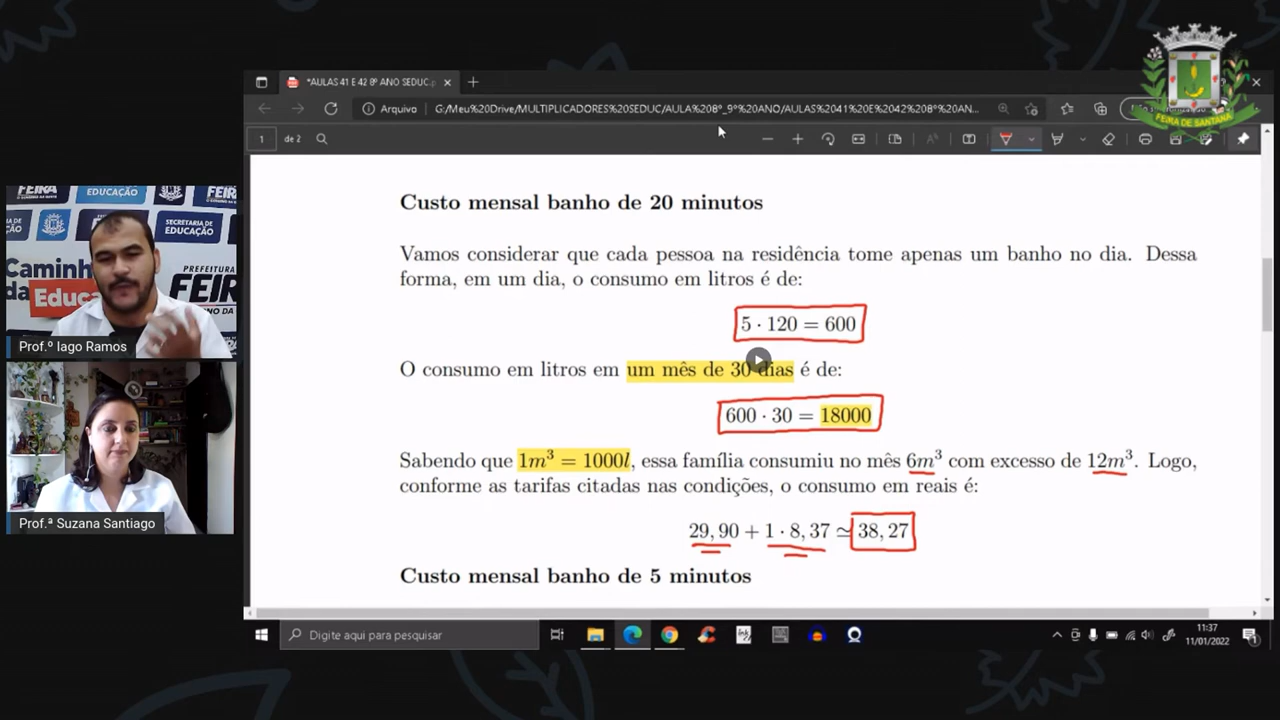 FEIRA DE SANTANA
*AULAS 41 E 42 8º ANO SEDUC.p
Arquivo G:/Meu%20Drive/MULTIPLICADORES%20SEDUC/AULA%208º_9º%20ANO/AULAS%2041%20E%2042%208º%20AN...
1 de 2
Custo mensal banho de 20 minutos
Vamos considerar que cada pessoa na residência tome apenas um banho no dia. Dessa
forma, em um dia, o consumo em litros é de:
5 · 120 = 600
O consumo em litros em um mês de 30 dias é de:
600 · 30 = 18000
Sabendo que 1m³ = 1000l, essa família consumiu no mês 6m³ com excesso de 12m³. Logo,
conforme as tarifas citadas nas condições, o consumo em reais é:
29, 90 + 1 · 8, 37 ≃ 38, 27
Custo mensal banho de 5 minutos
FEIRA
EDUCAÇÃO
SECRETARIA DE
EDUCAÇÃO
Caminh
da
Educa
PREFEITURA
FEIR
Prof.º Iago Ramos
Prof.ª Suzana Santiago
Digite aqui para pesquisar
11:37
11/01/2022